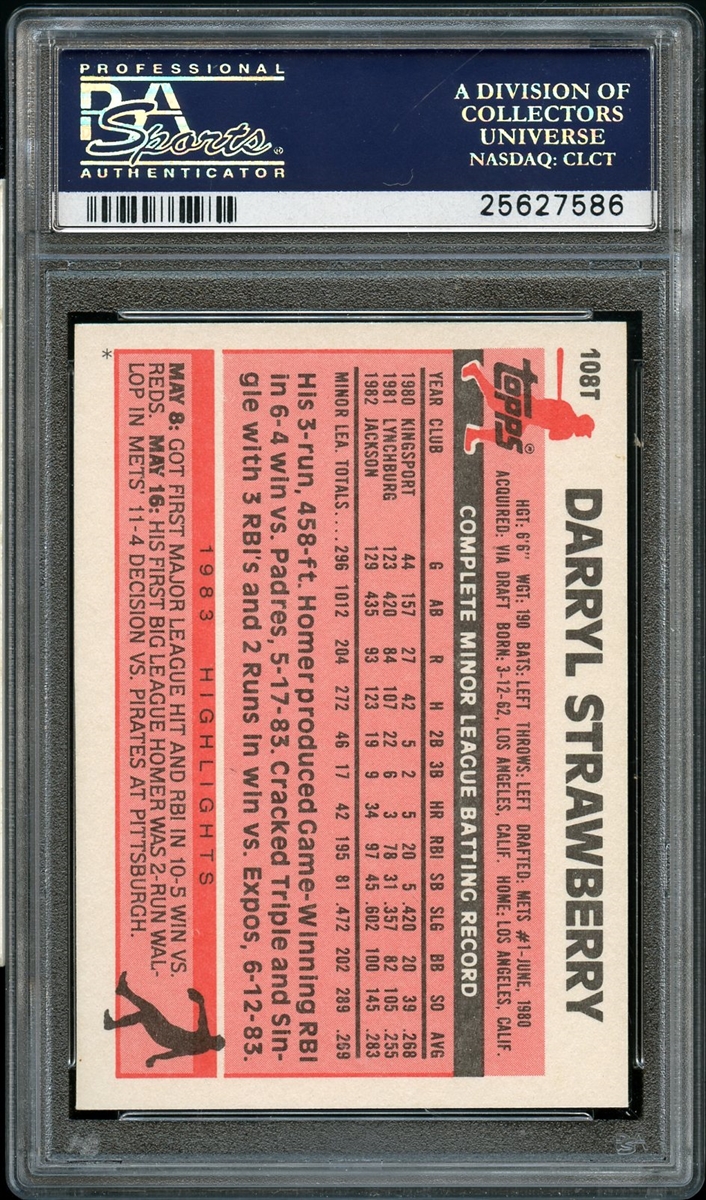 PROFESSIONAL
PSA
Sports
AUTHENTICATOR
A DIVISION OF
COLLECTORS
UNIVERSE
NASDAQ: CLCT
25627586
108T
DARRYL STRAWBERRY
topps®
HGT: 6'6" WGT: 190 BATS: LEFT THROWS: LEFT DRAFTED: METS #1-JUNE, 1980
ACQUIRED: VIA DRAFT BORN: 3-12-62, LOS ANGELES, CALIF. HOME: LOS ANGELES, CALIF.
COMPLETE MINOR LEAGUE BATTING RECORD
YEAR CLUB G AB R H 2B 3B HR RBI SB SLG BB SO AVG
1980 KINGSPORT 44 157 27 42 5 2 5 20 5 .420 20 39 .268
1981 LYNCHBURG 123 420 84 107 22 6 3 78 31 .357 82 105 .255
1982 JACKSON 129 435 93 123 19 9 34 97 45 .602 100 145 .283
MINOR LEA. TOTALS.... 296 1012 204 272 46 17 42 195 81 .472 202 289 .269
His 3-run, 458-ft. Homer produced Game-Winning RBI
in 6-4 win vs. Padres, 5-17-83. Cracked Triple and Sin-
gle with 3 RBI's and 2 Runs in win vs. Expos, 6-12-83.
1983 HIGHLIGHTS
MAY 8: GOT FIRST MAJOR LEAGUE HIT AND RBI IN 10-5 WIN VS.
REDS. MAY 16: HIS FIRST BIG LEAGUE HOMER WAS 2-RUN WAL-
LOP IN METS' 11-4 DECISION VS. PIRATES AT PITTSBURGH.
*